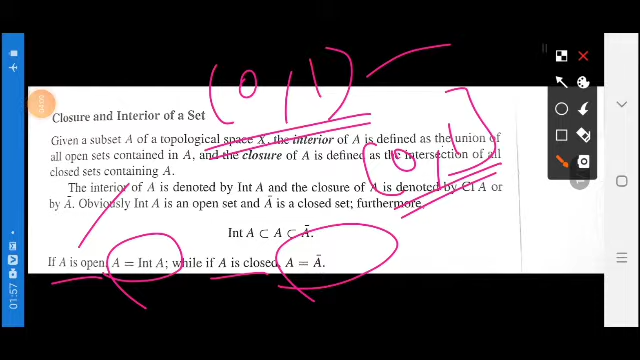 (0, 1)
Closure and Interior of a Set
Given a subset A of a topological space X, the interior of A is defined as the union
of all open sets contained in A, and the closure of A is defined as the intersection of all
closed sets containing A.
(0, 1]
The interior of A is denoted by Int A and the closure of A is denoted by Cl A or
by Ā. Obviously Int A is an open set and Ā is a closed set; furthermore,
Int A ⊂ A ⊂ Ā.
If A is open, A = Int A; while if A is closed, A = Ā.
01:57